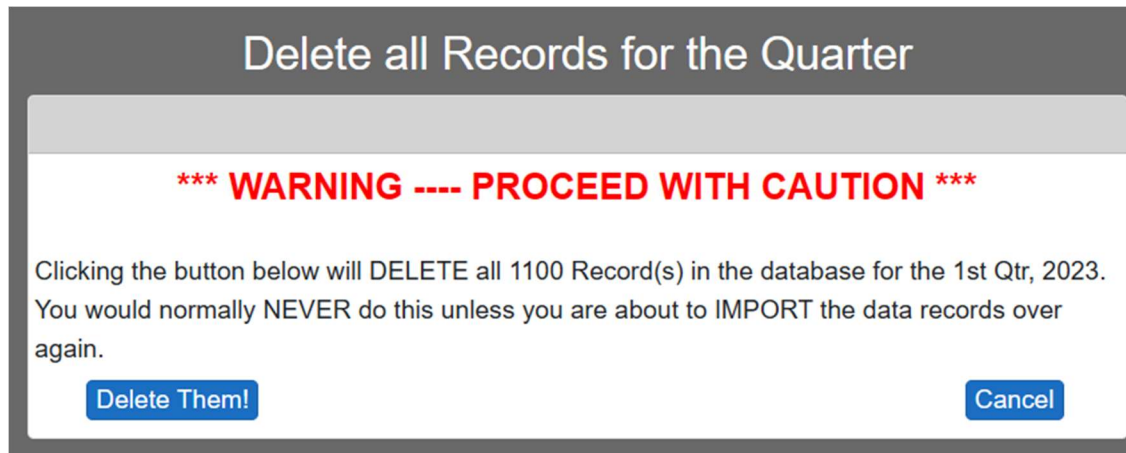 Delete all Records for the Quarter
*** WARNING ---- PROCEED WITH CAUTION ***
Clicking the button below will DELETE all 1100 Record(s) in the database for the 1st Qtr, 2023.
You would normally NEVER do this unless you are about to IMPORT the data records over
again.
Delete Them! Cancel